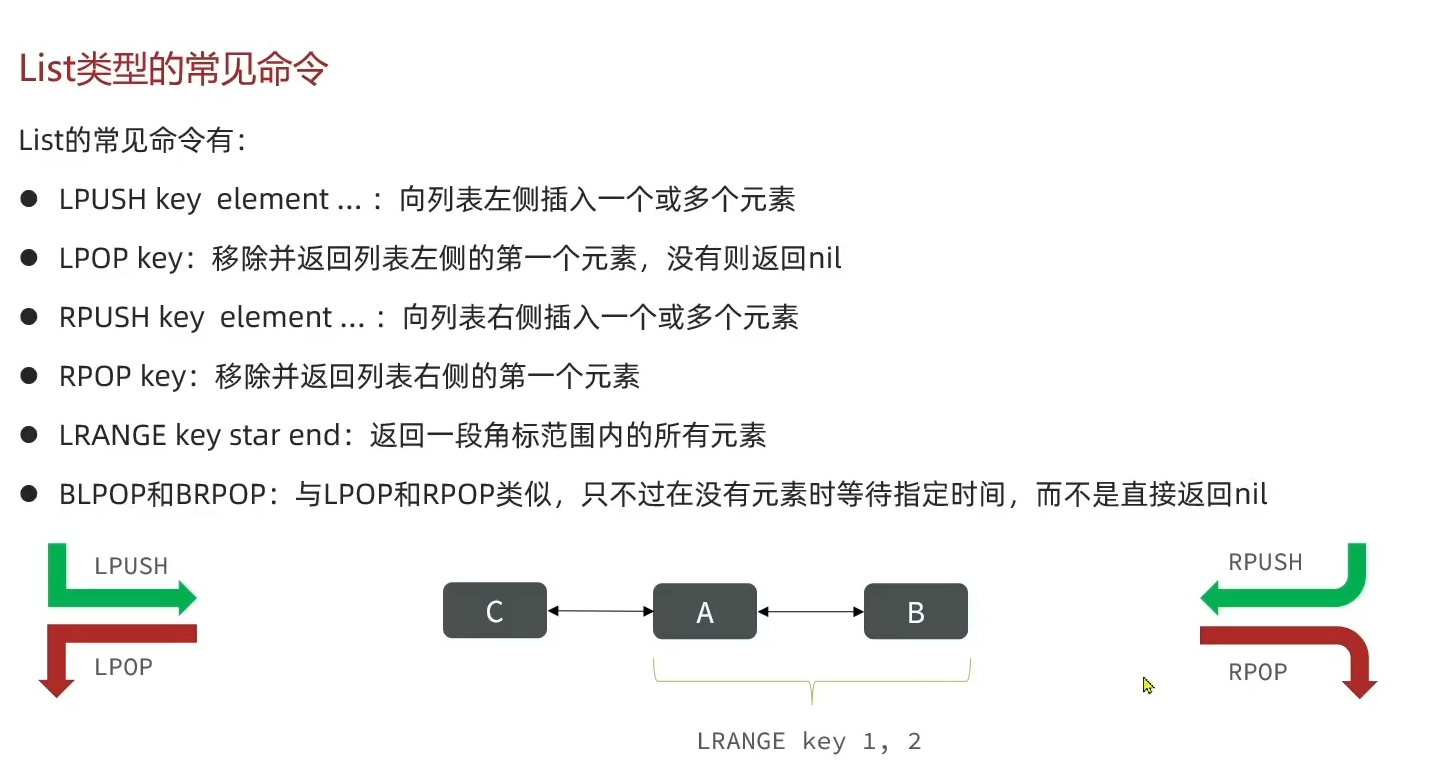 List类型的常见命令
List的常见命令有：
● LPUSH key  element ... ：向列表左侧插入一个或多个元素
● LPOP key：移除并返回列表左侧的第一个元素，没有则返回nil
● RPUSH key  element ... ：向列表右侧插入一个或多个元素
● RPOP key：移除并返回列表右侧的第一个元素
● LRANGE key star end：返回一段角标范围内的所有元素
● BLPOP和BRPOP：与LPOP和RPOP类似，只不过在没有元素时等待指定时间，而不是直接返回nil
LPUSH
LPOP
C
A
B
LRANGE key 1, 2
RPUSH
RPOP